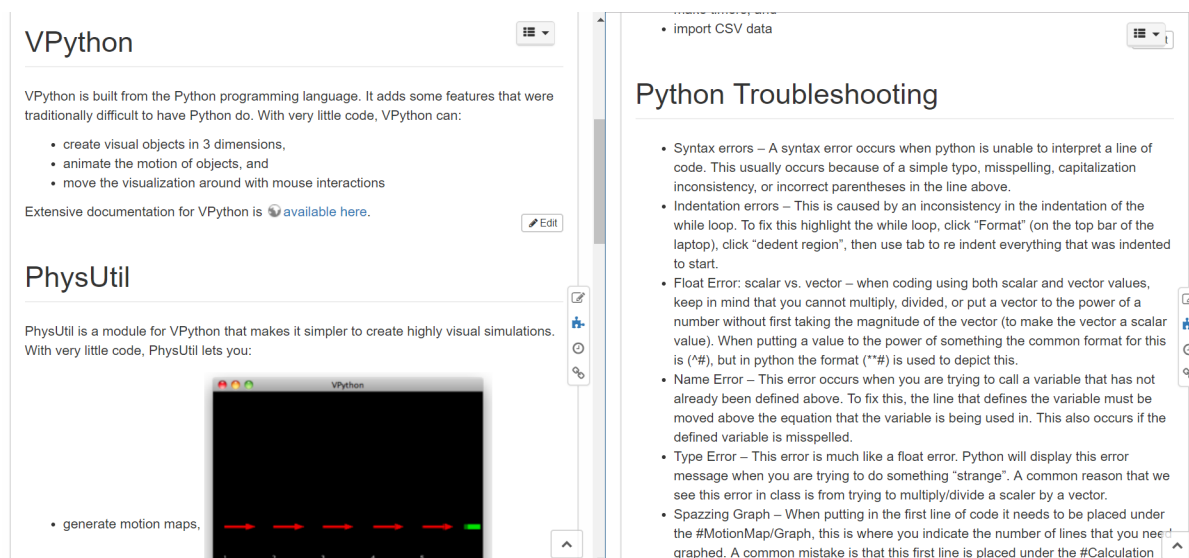 VPython
VPython is built from the Python programming language. It adds some features that were
traditionally difficult to have Python do. With very little code, VPython can:
• create visual objects in 3 dimensions,
• animate the motion of objects, and
• move the visualization around with mouse interactions
Extensive documentation for VPython is available here.
Edit
PhysUtil
PhysUtil is a module for VPython that makes it simpler to create highly visual simulations.
With very little code, PhysUtil lets you:
VPython
• generate motion maps,
• import CSV data
Python Troubleshooting
• Syntax errors – A syntax error occurs when python is unable to interpret a line of
code. This usually occurs because of a simple typo, misspelling, capitalization
inconsistency, or incorrect parentheses in the line above.
• Indentation errors – This is caused by an inconsistency in the indentation of the
while loop. To fix this highlight the while loop, click “Format” (on the top bar of the
laptop), click “dedent region”, then use tab to re indent everything that was indented
to start.
• Float Error: scalar vs. vector – when coding using both scalar and vector values,
keep in mind that you cannot multiply, divided, or put a vector to the power of a
number without first taking the magnitude of the vector (to make the vector a scalar
value). When putting a value to the power of something the common format for this
is (^#), but in python the format (**#) is used to depict this.
• Name Error – This error occurs when you are trying to call a variable that has not
already been defined above. To fix this, the line that defines the variable must be
moved above the equation that the variable is being used in. This also occurs if the
defined variable is misspelled.
• Type Error – This error is much like a float error. Python will display this error
message when you are trying to do something “strange”. A common reason that we
see this error in class is from trying to multiply/divide a scaler by a vector.
• Spazzing Graph – When putting in the first line of code it needs to be placed under
the #MotionMap/Graph, this is where you indicate the number of lines that you need
graphed. A common mistake is that this first line is placed under the #Calculation